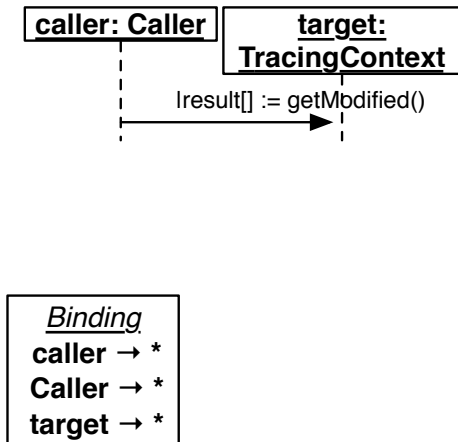 caller: Caller
target:
TracingContext
lresult[] := getModified()
Binding
caller → *
Caller → *
target → *